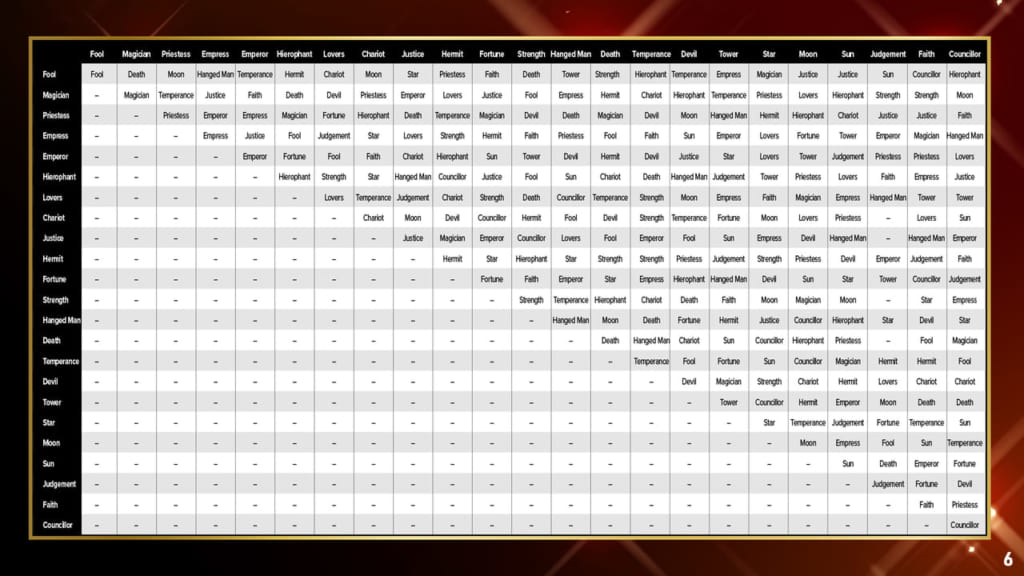 Fool Magician Priestess Empress Emperor Hierophant Lovers Chariot Justice Hermit Fortune Strength Hanged Man Death Temperance Devil Tower Star Moon Sun Judgement Faith Councillor
Fool Fool Death Moon Hanged Man Temperance Hermit Chariot Moon Star Priestess Faith Death Tower Strength Hierophant Temperance Empress Magician Justice Justice Sun Councillor Hierophant
Magician – Magician Temperance Justice Faith Death Devil Priestess Emperor Lovers Justice Fool Empress Hermit Chariot Hierophant Temperance Priestess Lovers Hierophant Strength Strength Moon
Priestess – – Priestess Emperor Empress Magician Fortune Hierophant Death Temperance Magician Devil Death Magician Devil Moon Hanged Man Hermit Hierophant Chariot Justice Justice Faith
Empress – – – Empress Justice Fool Judgement Star Lovers Strength Hermit Faith Priestess Fool Faith Sun Emperor Lovers Fortune Tower Emperor Magician Hanged Man
Emperor – – – – Emperor Fortune Fool Faith Chariot Hierophant Sun Tower Devil Hermit Devil Justice Star Lovers Tower Judgement Priestess Priestess Lovers
Hierophant – – – – – Hierophant Strength Star Hanged Man Councillor Justice Fool Sun Chariot Death Hanged Man Judgement Tower Priestess Lovers Faith Empress Justice
Lovers – – – – – – Lovers Temperance Judgement Chariot Strength Death Councillor Temperance Strength Moon Empress Faith Magician Empress Hanged Man Tower Tower
Chariot – – – – – – – Chariot Moon Devil Councillor Hermit Fool Devil Strength Temperance Fortune Moon Lovers Priestess – Lovers Sun
Justice – – – – – – – – Justice Magician Emperor Councillor Lovers Fool Emperor Fool Sun Empress Devil Hanged Man – Hanged Man Emperor
Hermit – – – – – – – – – Hermit Star Hierophant Star Strength Strength Priestess Judgement Strength Priestess Devil Emperor Judgement Faith
Fortune – – – – – – – – – – Fortune Faith Emperor Star Empress Hierophant Hanged Man Devil Sun Star Tower Councillor Judgement
Strength – – – – – – – – – – – Strength Temperance Hierophant Chariot Death Faith Moon Magician Moon – Star Empress
Hanged Man – – – – – – – – – – – – Hanged Man Moon Death Fortune Hermit Justice Councillor Hierophant Star Devil Star
Death – – – – – – – – – – – – – Death Hanged Man Chariot Sun Councillor Hierophant Priestess – Fool Magician
Temperance – – – – – – – – – – – – – – Temperance Fool Fortune Sun Councillor Magician Hermit Hermit Fool
Devil – – – – – – – – – – – – – – – Devil Magician Strength Chariot Hermit Lovers Chariot Chariot
Tower – – – – – – – – – – – – – – – – Tower Councillor Hermit Emperor Moon Death Death
Star – – – – – – – – – – – – – – – – – Star Temperance Judgement Fortune Temperance Sun
Moon – – – – – – – – – – – – – – – – – – Moon Empress Fool Sun Temperance
Sun – – – – – – – – – – – – – – – – – – – Sun Death Emperor Fortune
Judgement – – – – – – – – – – – – – – – – – – – – Judgement Fortune Devil
Faith – – – – – – – – – – – – – – – – – – – – – Faith Priestess
Councillor – – – – – – – – – – – – – – – – – – – – – – Councillor
6